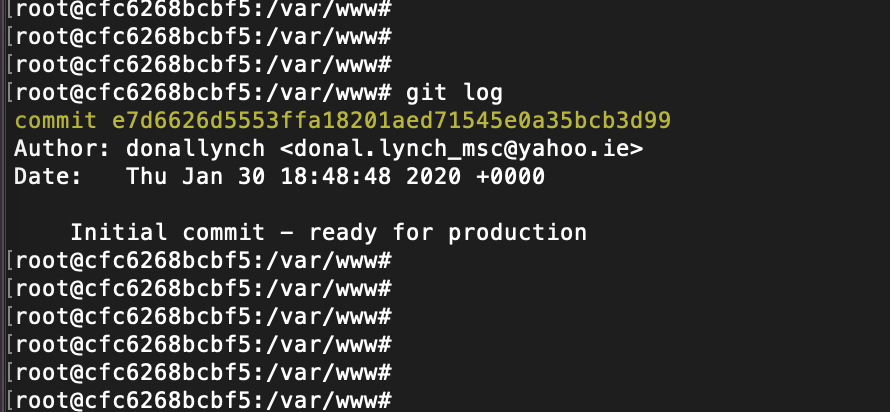 [root@cfc6268bcbf5:/var/www#
[root@cfc6268bcbf5:/var/www#
[root@cfc6268bcbf5:/var/www#
[root@cfc6268bcbf5:/var/www# git log
commit e7d6626d5553ffa18201aed71545e0a35bcb3d99
Author: donallynch <donal.lynch_msc@yahoo.ie>
Date:   Thu Jan 30 18:48:48 2020 +0000
    Initial commit – ready for production
[root@cfc6268bcbf5:/var/www#
[root@cfc6268bcbf5:/var/www#
[root@cfc6268bcbf5:/var/www#
[root@cfc6268bcbf5:/var/www#
[root@cfc6268bcbf5:/var/www#
[root@cfc6268bcbf5:/var/www#